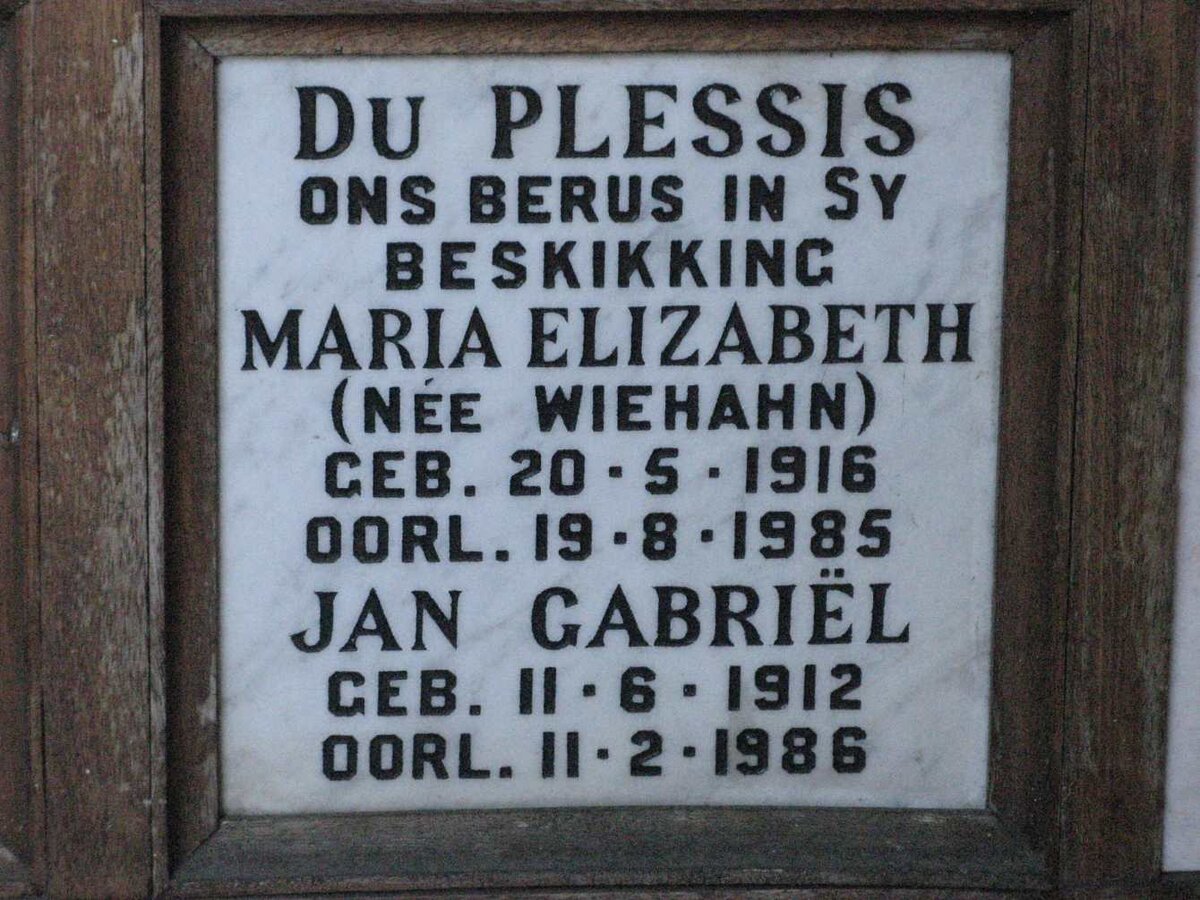 DU PLESSIS
ONS BERUS IN SY
BESKIKKING
MARIA ELIZABETH
(NÉE WIEHAHN)
GEB. 20·5·1916
OORL. 19·8·1985
JAN GABRIËL
GEB. 11·6·1912
OORL. 11·2·1986